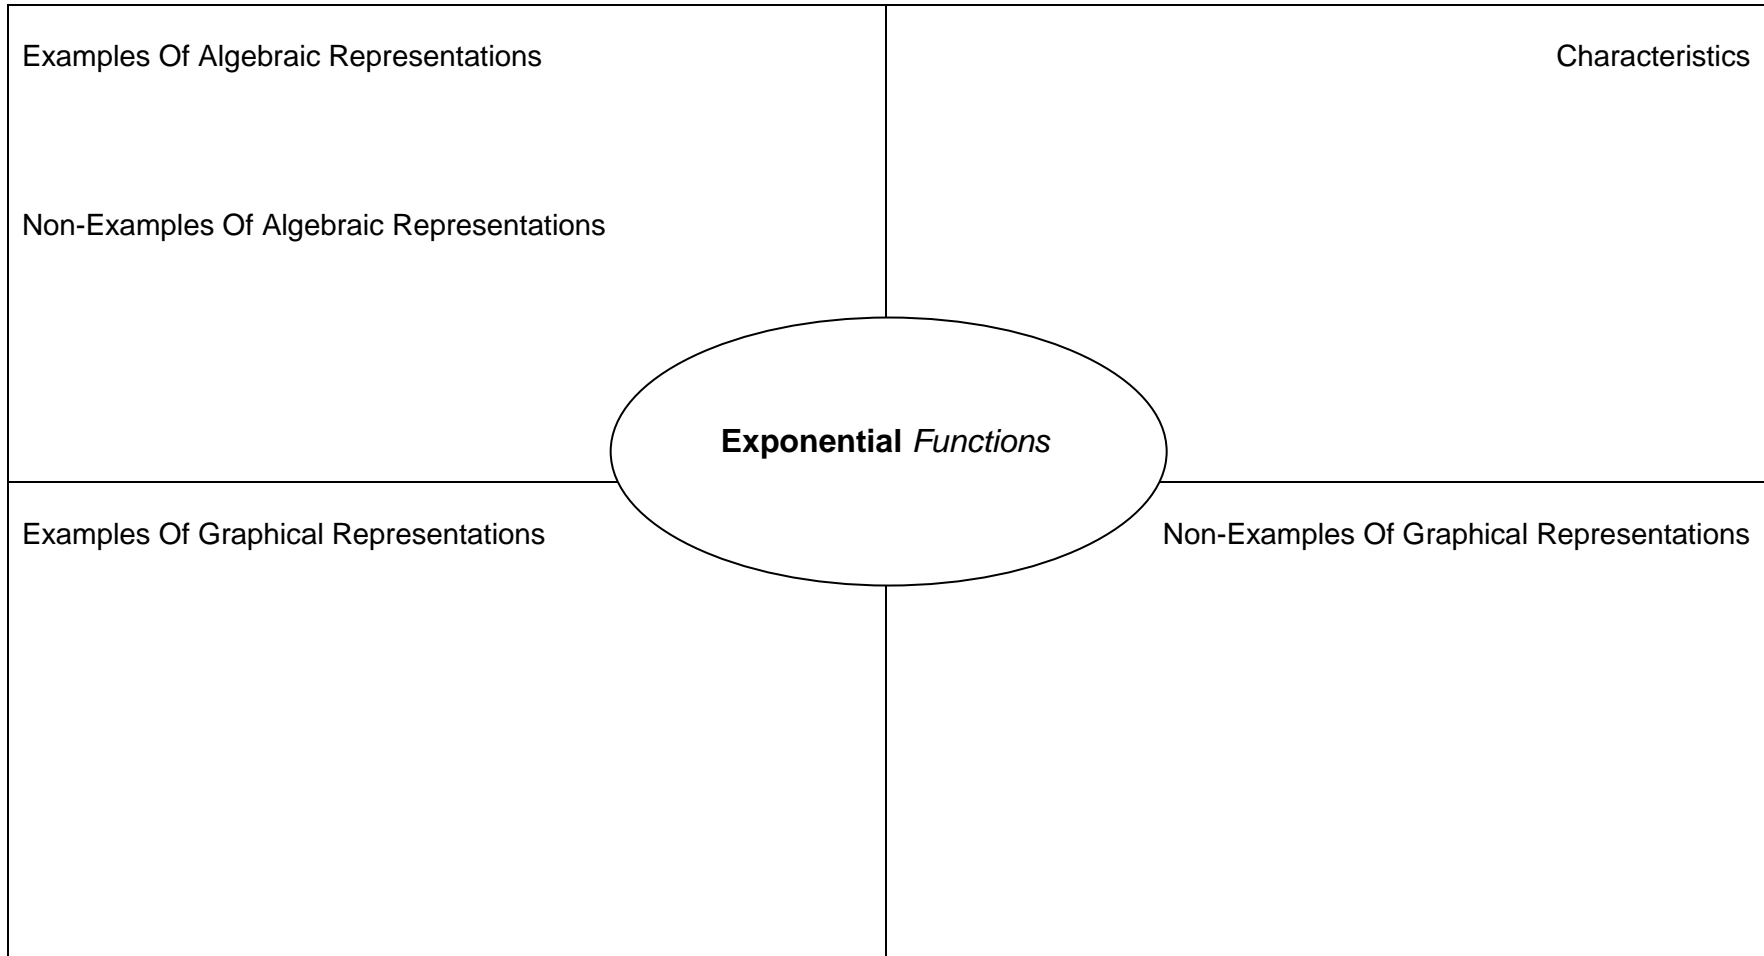 Examples Of Algebraic Representations
Characteristics
Non-Examples Of Algebraic Representations
Exponential Functions
Examples Of Graphical Representations
Non-Examples Of Graphical Representations